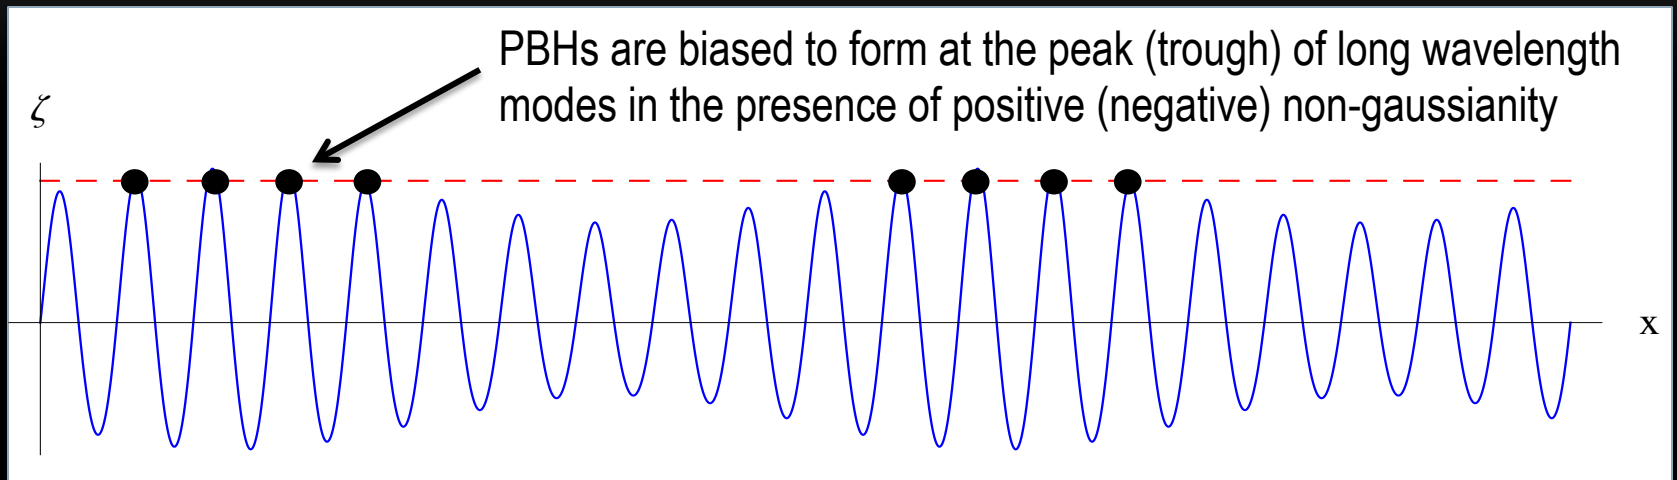 PBHs are biased to form at the peak (trough) of long wavelength
modes in the presence of positive (negative) non-gaussianity
ζ
x